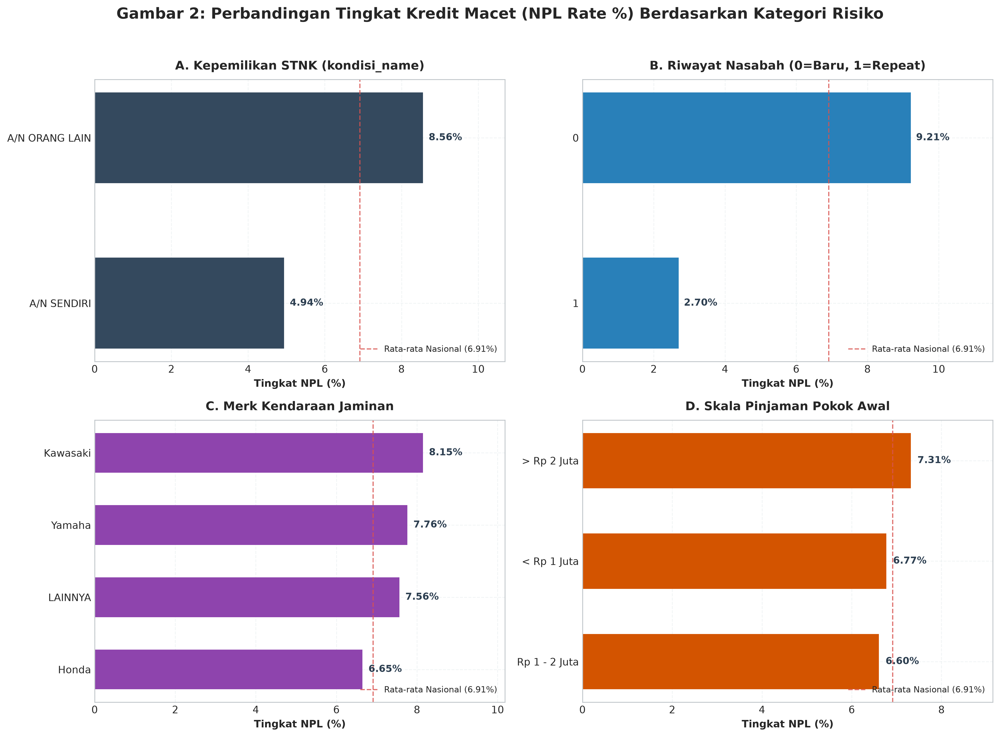 Gambar 2: Perbandingan Tingkat Kredit Macet (NPL Rate %) Berdasarkan Kategori Risiko
A. Kepemilikan STNK (kondisi_name)
A/N ORANG LAIN
8.56%
A/N SENDIRI
4.94%
Rata-rata Nasional (6.91%)
0 2 4 6 8 10
Tingkat NPL (%)
B. Riwayat Nasabah (0=Baru, 1=Repeat)
0
9.21%
1
2.70%
Rata-rata Nasional (6.91%)
0 2 4 6 8 10
Tingkat NPL (%)
C. Merk Kendaraan Jaminan
Kawasaki
8.15%
Yamaha
7.76%
LAINNYA
7.56%
Honda
6.65%
Rata-rata Nasional (6.91%)
0 2 4 6 8 10
Tingkat NPL (%)
D. Skala Pinjaman Pokok Awal
> Rp 2 Juta
7.31%
< Rp 1 Juta
6.77%
Rp 1 - 2 Juta
6.60%
Rata-rata Nasional (6.91%)
0 2 4 6 8
Tingkat NPL (%)